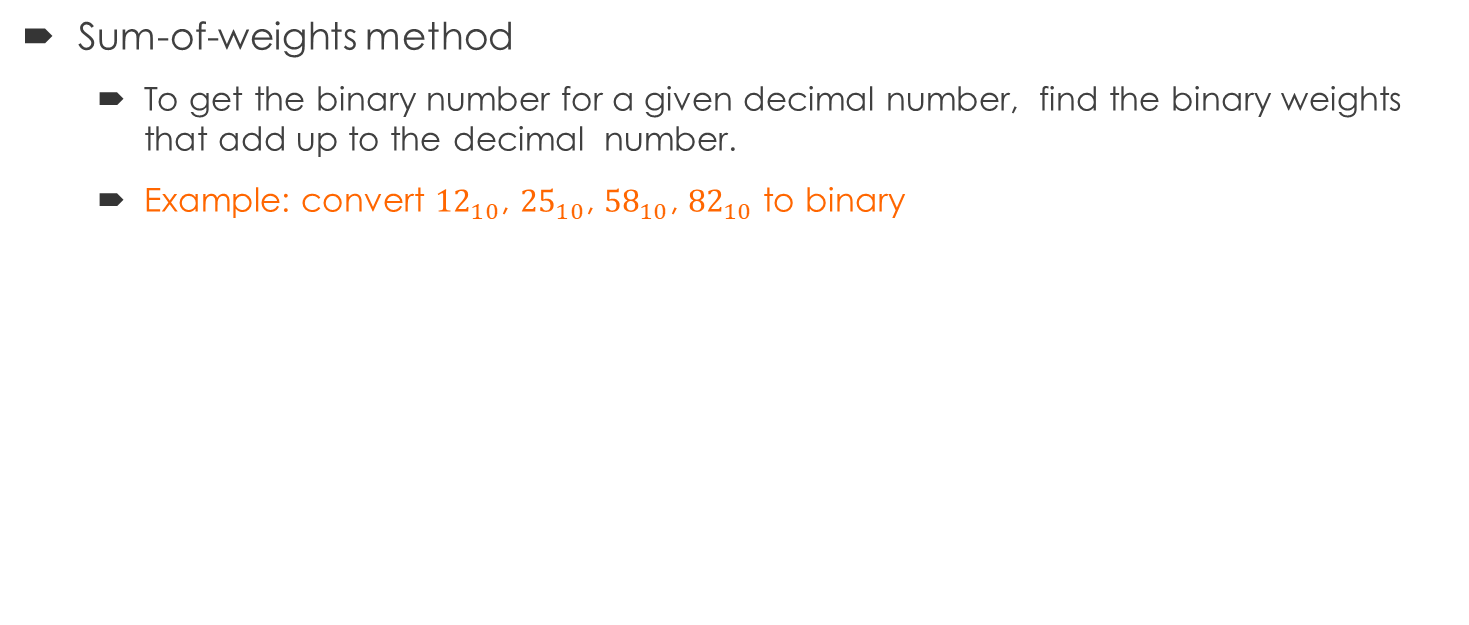 Sum-of-weights method
To get the binary number for a given decimal number, find the binary weights
that add up to the decimal number.
Example: convert 12₁₀, 25₁₀, 58₁₀, 82₁₀ to binary